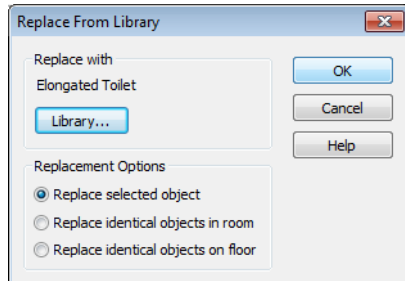 Replace From Library
Replace with
Elongated Toilet
Library...
OK
Cancel
Help
Replacement Options
Replace selected object
Replace identical objects in room
Replace identical objects on floor